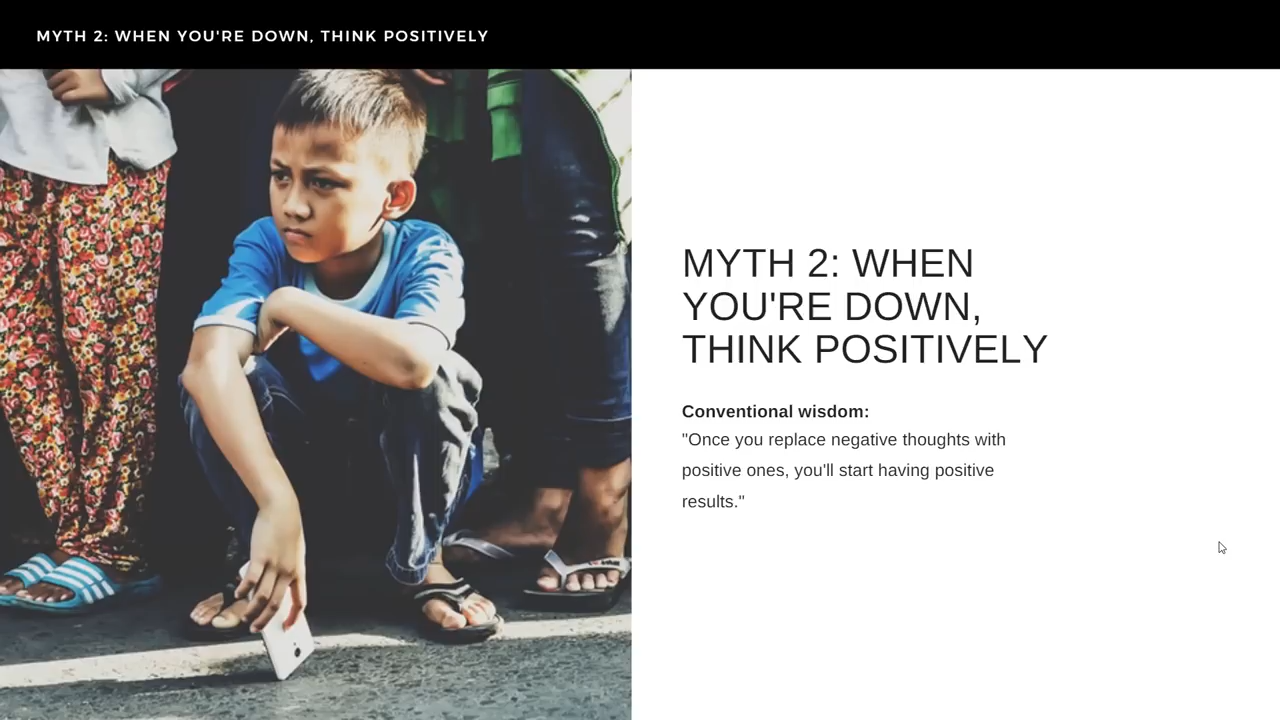 MYTH 2: WHEN YOU'RE DOWN, THINK POSITIVELY
MYTH 2: WHEN
YOU'RE DOWN,
THINK POSITIVELY
Conventional wisdom:
"Once you replace negative thoughts with
positive ones, you'll start having positive
results."